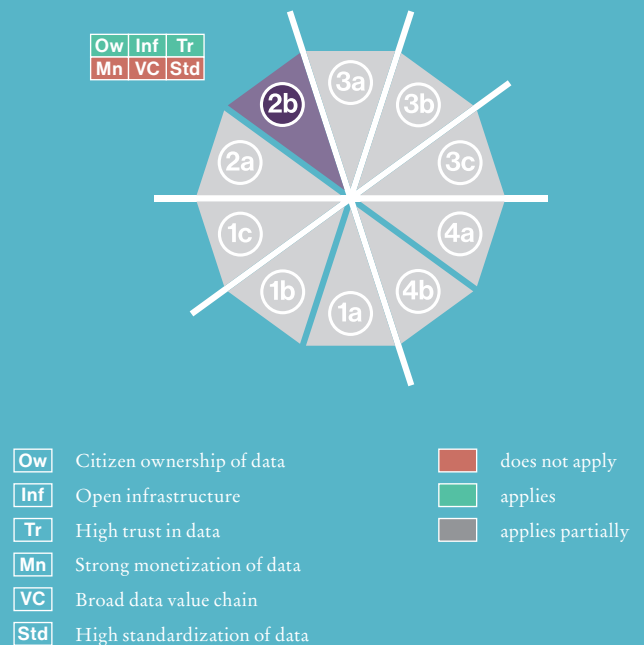 Ow Inf Tr
Mn VC Std
3a
2b 3b
2a 3c
1c 4a
1b 4b
1a
Ow Citizen ownership of data
Inf Open infrastructure
Tr High trust in data
Mn Strong monetization of data
VC Broad data value chain
Std High standardization of data
does not apply
applies
applies partially